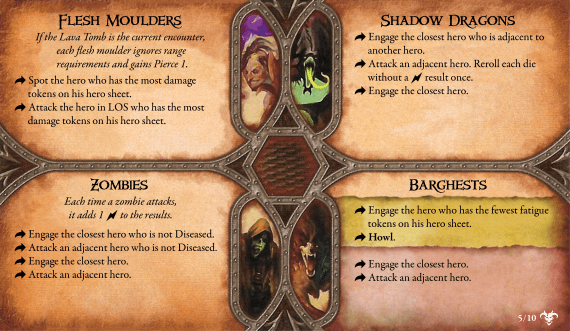 FLESH MOULDERS
If the Lava Tomb is the current encounter,
each flesh moulder ignores range
requirements and gains Pierce 1.
Spot the hero who has the most damage
tokens on his hero sheet.
Attack the hero in LOS who has the most
damage tokens on his hero sheet.
SHADOW DRAGONS
Engage the closest hero who is adjacent to
another hero.
Attack an adjacent hero. Reroll each die
without a result once.
Engage the closest hero.
ZOMBIES
Each time a zombie attacks,
it adds 1 to the results.
Engage the closest hero who is not Diseased.
Attack an adjacent hero who is not Diseased.
Engage the closest hero.
Attack an adjacent hero.
BARGHESTS
Engage the hero who has the fewest fatigue
tokens on his hero sheet.
Howl.
Engage the closest hero.
Attack an adjacent hero.
5/10